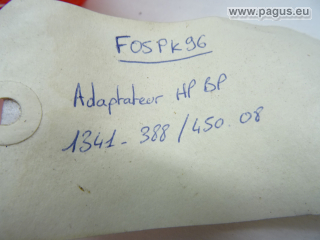 www.pagus.eu
FOSPK96
Adaptateur HP BP
1341-388/450.08